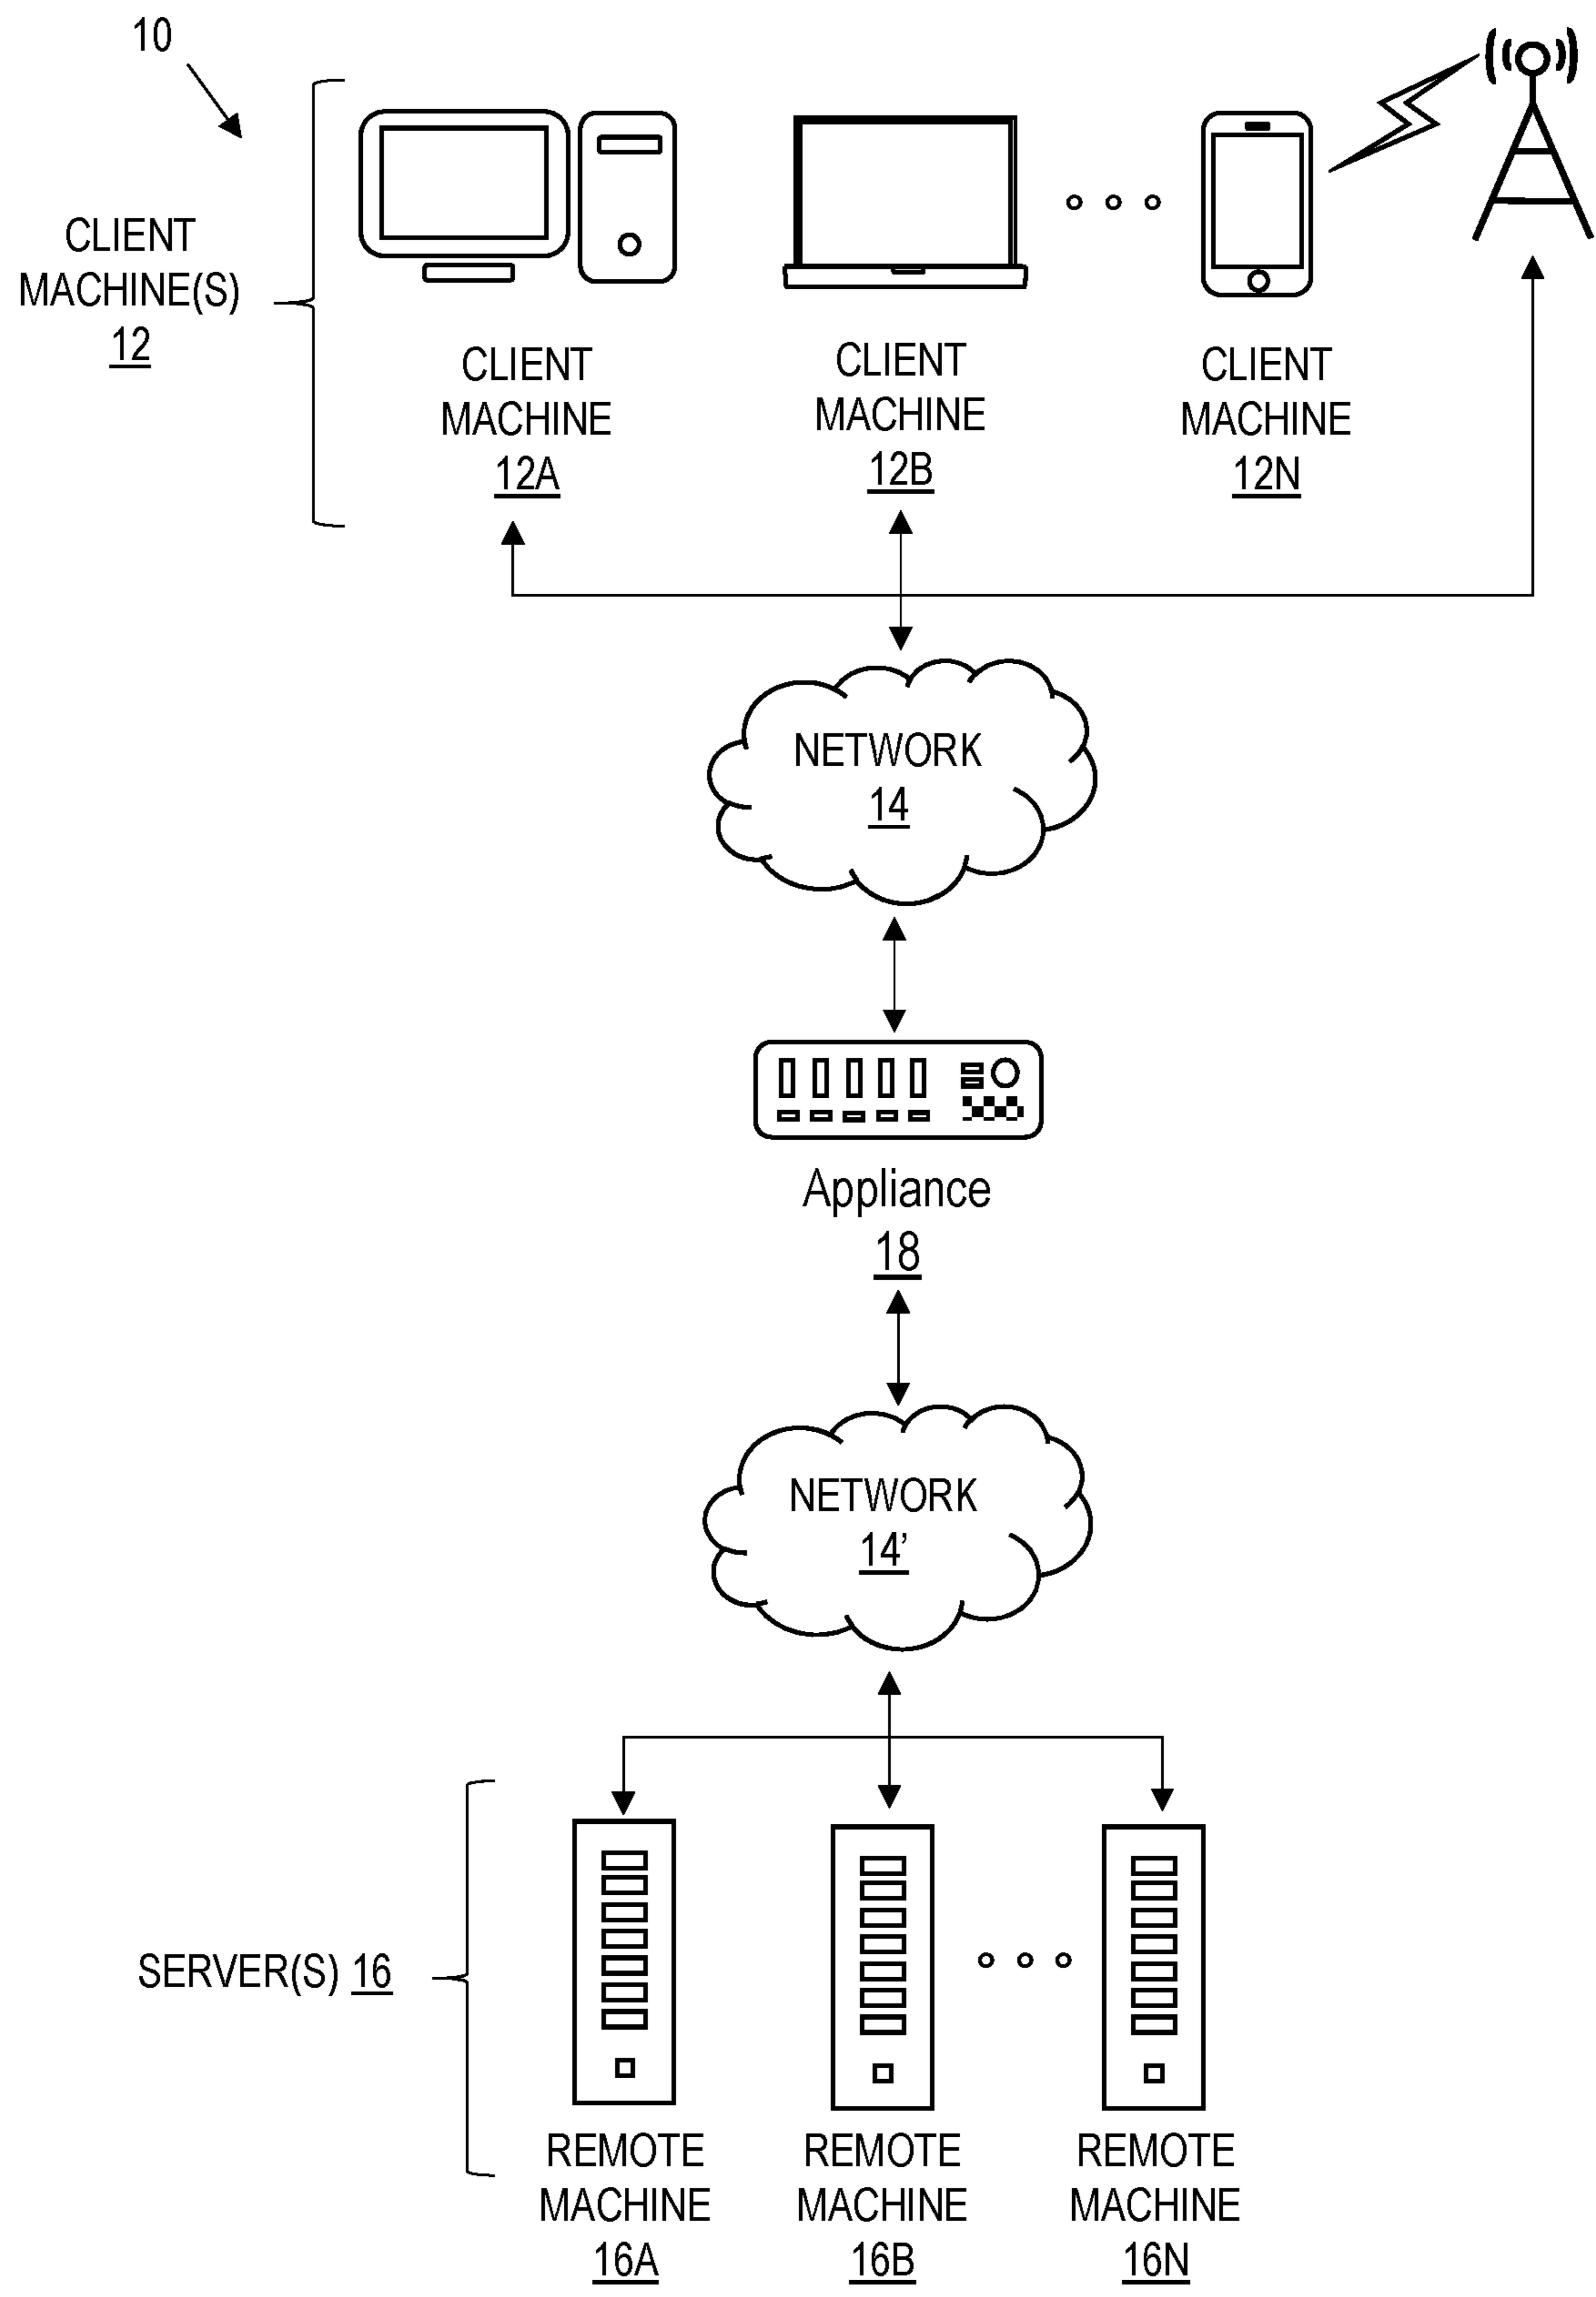 10
CLIENT
MACHINE(S)
12
CLIENT
MACHINE
12A
CLIENT
MACHINE
12B
CLIENT
MACHINE
12N
NETWORK
14
Appliance
18
NETWORK
14’
SERVER(S) 16
REMOTE
MACHINE
16A
REMOTE
MACHINE
16B
REMOTE
MACHINE
16N